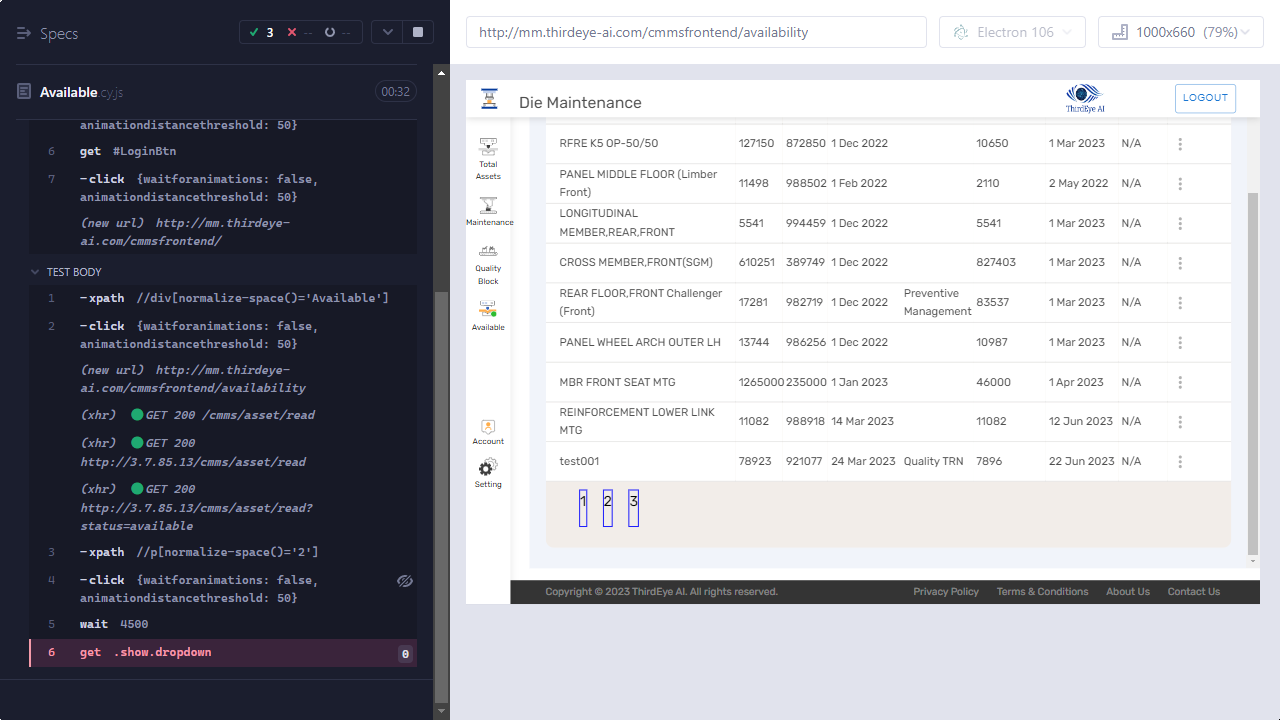 Specs
3
--
--
http://mm.thirdeye-ai.com/cmmsfrontend/availability
Electron 106
1000x660 (79%)
Available.cy.js
00:32
animationdistancethreshold: 50}
6 get #LoginBtn
7 -click {waitforanimations: false,
animationdistancethreshold: 50}
(new url) http://mm.thirdeye-
ai.com/cmmsfrontend/
TEST BODY
1 -xpath //div[normalize-space()='Available']
2 -click {waitforanimations: false,
animationdistancethreshold: 50}
(new url) http://mm.thirdeye-
ai.com/cmmsfrontend/availability
(xhr) GET 200 /cmms/asset/read
(xhr) GET 200
http://3.7.85.13/cmms/asset/read
(xhr) GET 200
http://3.7.85.13/cmms/asset/read?
status=available
3 -xpath //p[normalize-space()='2']
4 -click {waitforanimations: false,
animationdistancethreshold: 50}
5 wait 4500
6 get .show.dropdown 0
Die Maintenance
ThirdEye AI
LOGOUT
Total
Assets
Maintenance
Quality
Block
Available
Account
Setting
RFRE K5 OP-50/50 127150 872850 1 Dec 2022 10650 1 Mar 2023 N/A
PANEL MIDDLE FLOOR (Limber
Front) 11498 988502 1 Feb 2022 2110 2 May 2022 N/A
LONGITUDINAL
MEMBER,REAR,FRONT 5541 994459 1 Dec 2022 5541 1 Mar 2023 N/A
CROSS MEMBER,FRONT(SGM) 610251 389749 1 Dec 2022 827403 1 Mar 2023 N/A
REAR FLOOR,FRONT Challenger
(Front) 17281 982719 1 Dec 2022 Preventive
Management 83537 1 Mar 2023 N/A
PANEL WHEEL ARCH OUTER LH 13744 986256 1 Dec 2022 10987 1 Mar 2023 N/A
MBR FRONT SEAT MTG 1265000 235000 1 Jan 2023 46000 1 Apr 2023 N/A
REINFORCEMENT LOWER LINK
MTG 11082 988918 14 Mar 2023 11082 12 Jun 2023 N/A
test001 78923 921077 24 Mar 2023 Quality TRN 7896 22 Jun 2023 N/A
1 2 3
Copyright © 2023 ThirdEye AI. All rights reserved. Privacy Policy Terms & Conditions About Us Contact Us